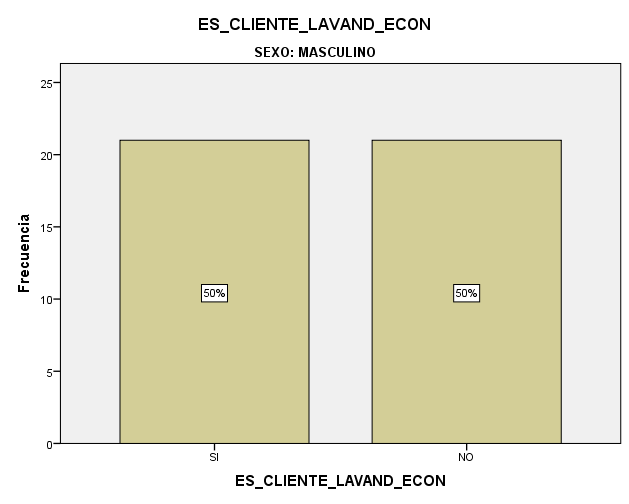 ES_CLIENTE_LAVAND_ECON
SEXO: MASCULINO
Frecuencia
25
20
15
10
5
0
50%
50%
SI
NO
ES_CLIENTE_LAVAND_ECON